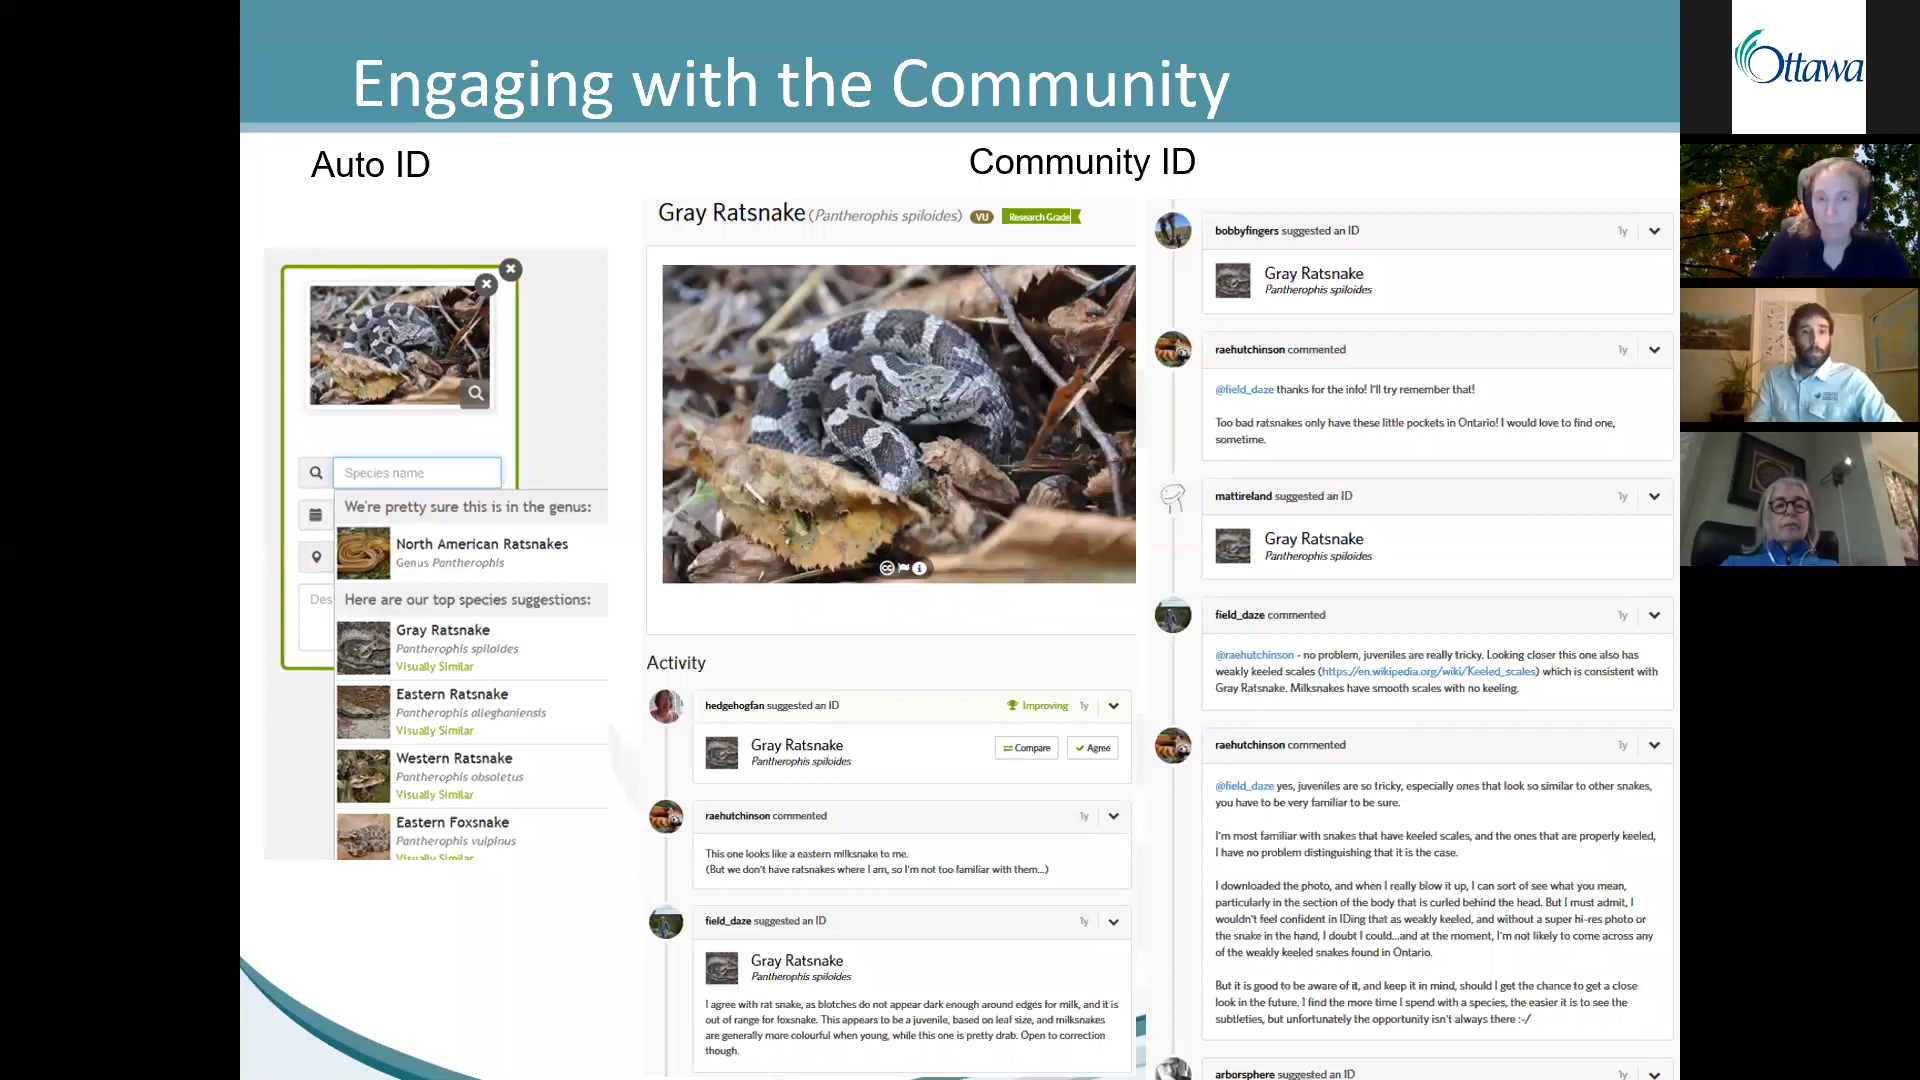 Engaging with the Community
Ottawa
Auto ID
Community ID
Species name
We're pretty sure this is in the genus:
North American Ratsnakes
Genus Pantherophis
Des
Here are our top species suggestions:
Gray Ratsnake
Pantherophis spiloides
Visually Similar
Eastern Ratsnake
Pantherophis alleghaniensis
Visually Similar
Western Ratsnake
Pantherophis obsoletus
Visually Similar
Eastern Foxsnake
Pantherophis vulpinus
Visually Similar
Gray Ratsnake (Pantherophis spiloides) VU Research Grade
Activity
hedgehogfan suggested an ID Improving 1y
Gray Ratsnake
Pantherophis spiloides
Compare Agree
raehutchinson commented 1y
This one looks like a eastern milksnake to me.
(But we don't have ratsnakes where I am, so I'm not too familiar with them...)
field_daze suggested an ID 1y
Gray Ratsnake
Pantherophis spiloides
I agree with rat snake, as blotches do not appear dark enough around edges for milk, and it is
out of range for foxsnake. This appears to be a juvenile, based on leaf size, and milksnakes
are generally more colourful when young, while this one is pretty drab. Open to correction
though.
bobbyfingers suggested an ID 1y
Gray Ratsnake
Pantherophis spiloides
raehutchinson commented 1y
@field_daze thanks for the info! I'll try remember that!
Too bad ratsnakes only have these little pockets in Ontario! I would love to find one,
sometime.
mattireland suggested an ID 1y
Gray Ratsnake
Pantherophis spiloides
field_daze commented 1y
@raehutchinson - no problem, juveniles are really tricky. Looking closer this one also has
weakly keeled scales (https://en.wikipedia.org/wiki/Keeled_scales) which is consistent with
Gray Ratsnake. Milksnakes have smooth scales with no keeling.
raehutchinson commented 1y
@field_daze yes, juveniles are so tricky, especially ones that look so similar to other snakes,
you have to be very familiar to be sure.
I'm most familiar with snakes that have keeled scales, and the ones that are properly keeled,
I have no problem distinguishing that it is the case.
I downloaded the photo, and when I really blow it up, I can sort of see what you mean,
particularly in the section of the body that is curled behind the head. But I must admit, I
wouldn't feel confident in IDing that as weakly keeled, and without a super hi-res photo or
the snake in the hand, I doubt I could...and at the moment, I'm not likely to come across any
of the weakly keeled snakes found in Ontario.
But it is good to be aware of it, and keep it in mind, should I get the chance to get a close
look in the future. I find the more time I spend with a species, the easier it is to see the
subtleties, but unfortunately the opportunity isn't always there :-/
arborsphere suggested an ID 1y